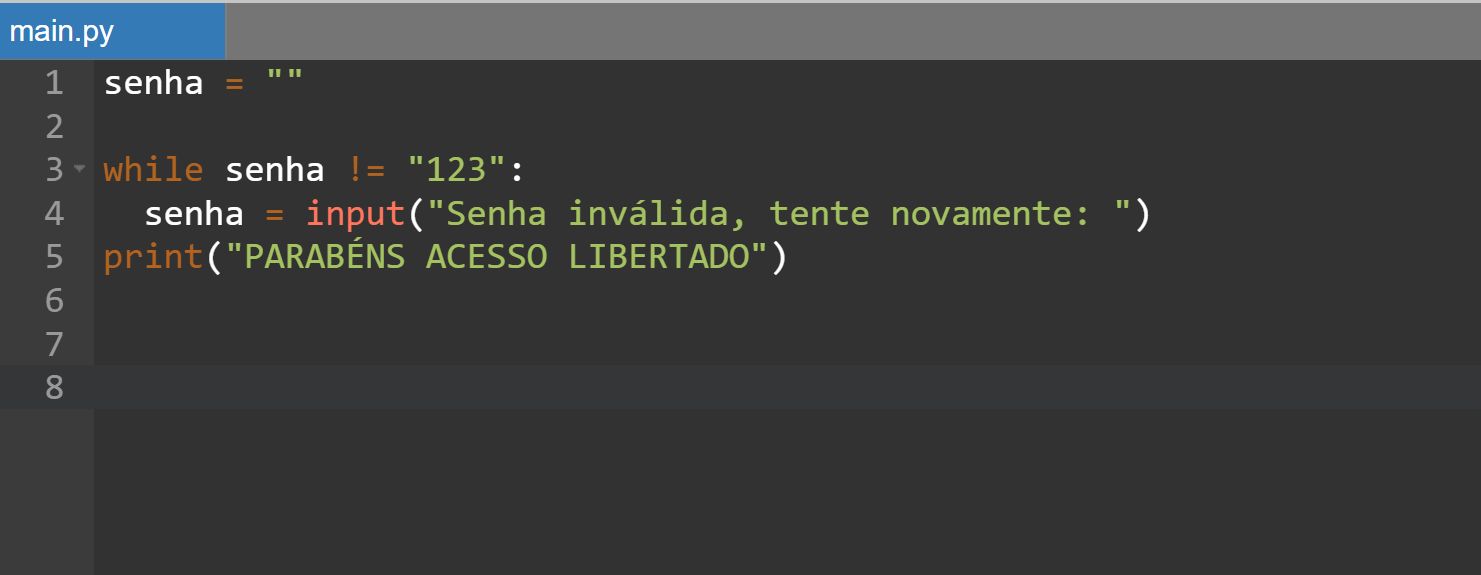 main.py
1 senha = ""
2
3 while senha != "123":
4   senha = input("Senha inválida, tente novamente: ")
5 print("PARABÉNS ACESSO LIBERTADO")
6
7
8